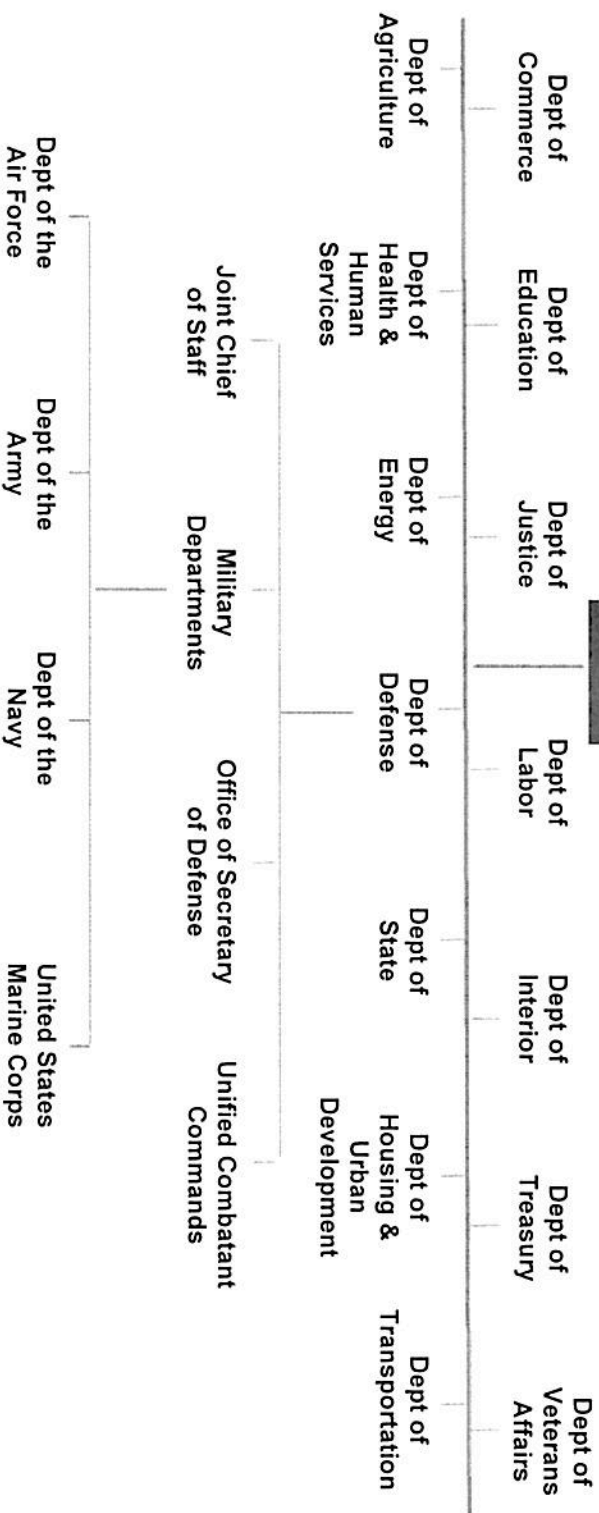 Dept of
Commerce
Dept of
Education
Dept of
Justice
Dept of
Labor
Dept of
Interior
Dept of
Treasury
Dept of
Veterans
Affairs
Dept of
Agriculture
Dept of
Health &
Human
Services
Dept of
Energy
Dept of
Defense
Dept of
State
Dept of
Housing &
Urban
Development
Dept of
Transportation
Joint Chief
of Staff
Military
Departments
Office of Secretary
of Defense
Unified Combatant
Commands
Dept of the
Air Force
Dept of the
Army
Dept of the
Navy
United States
Marine Corps